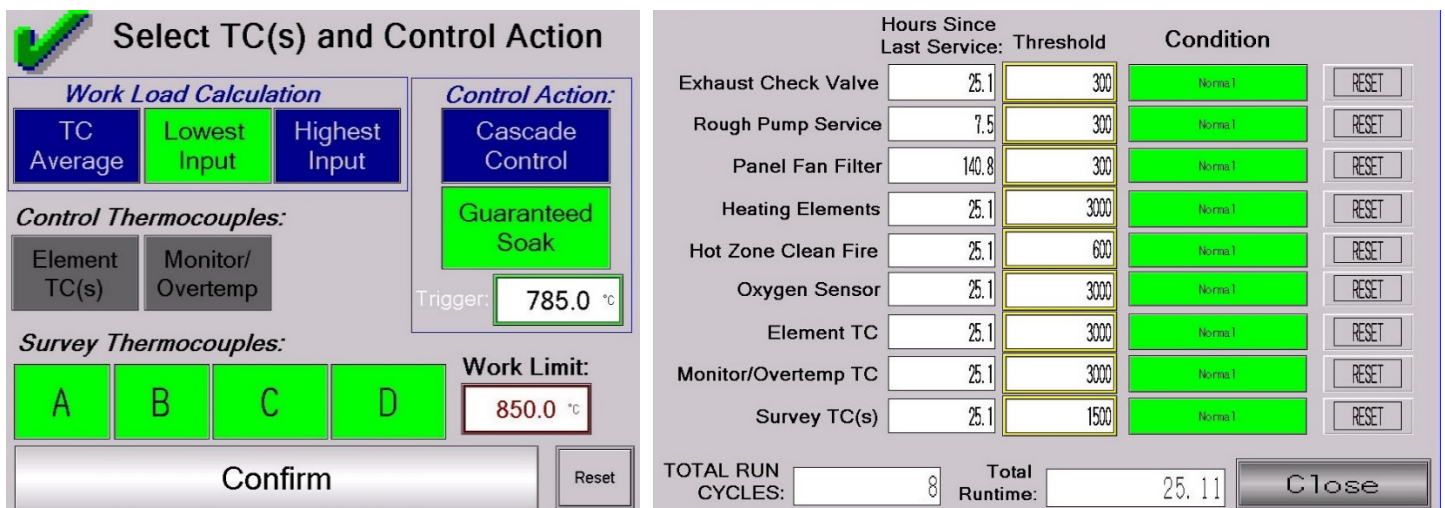 Select TC(s) and Control Action
Work Load Calculation
TC Average
Lowest Input
Highest Input
Control Action:
Cascade Control
Guaranteed Soak
Trigger: 785.0 °C
Control Thermocouples:
Element TC(s)
Monitor/ Overtemp
Survey Thermocouples:
A B C D
Work Limit:
850.0 °C
Confirm
Reset
Hours Since Last Service: Threshold Condition
Exhaust Check Valve 25.1 300 Normal RESET
Rough Pump Service 7.5 300 Normal RESET
Panel Fan Filter 140.8 300 Normal RESET
Heating Elements 25.1 3000 Normal RESET
Hot Zone Clean Fire 25.1 600 Normal RESET
Oxygen Sensor 25.1 3000 Normal RESET
Element TC 25.1 3000 Normal RESET
Monitor/Overtemp TC 25.1 3000 Normal RESET
Survey TC(s) 25.1 1500 Normal RESET
TOTAL RUN CYCLES: 8 Total Runtime: 25.11 Close